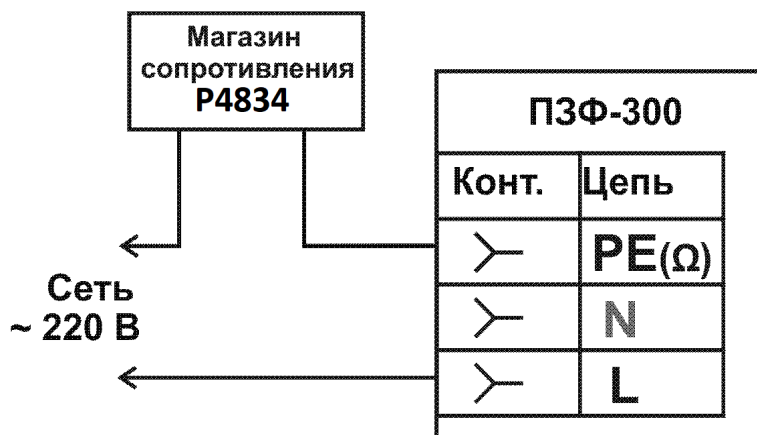 Магазин
сопротивления
Р4834
ПЗФ-300
Конт.
Цепь
PE(Ω)
Сеть
~ 220 В
N
L